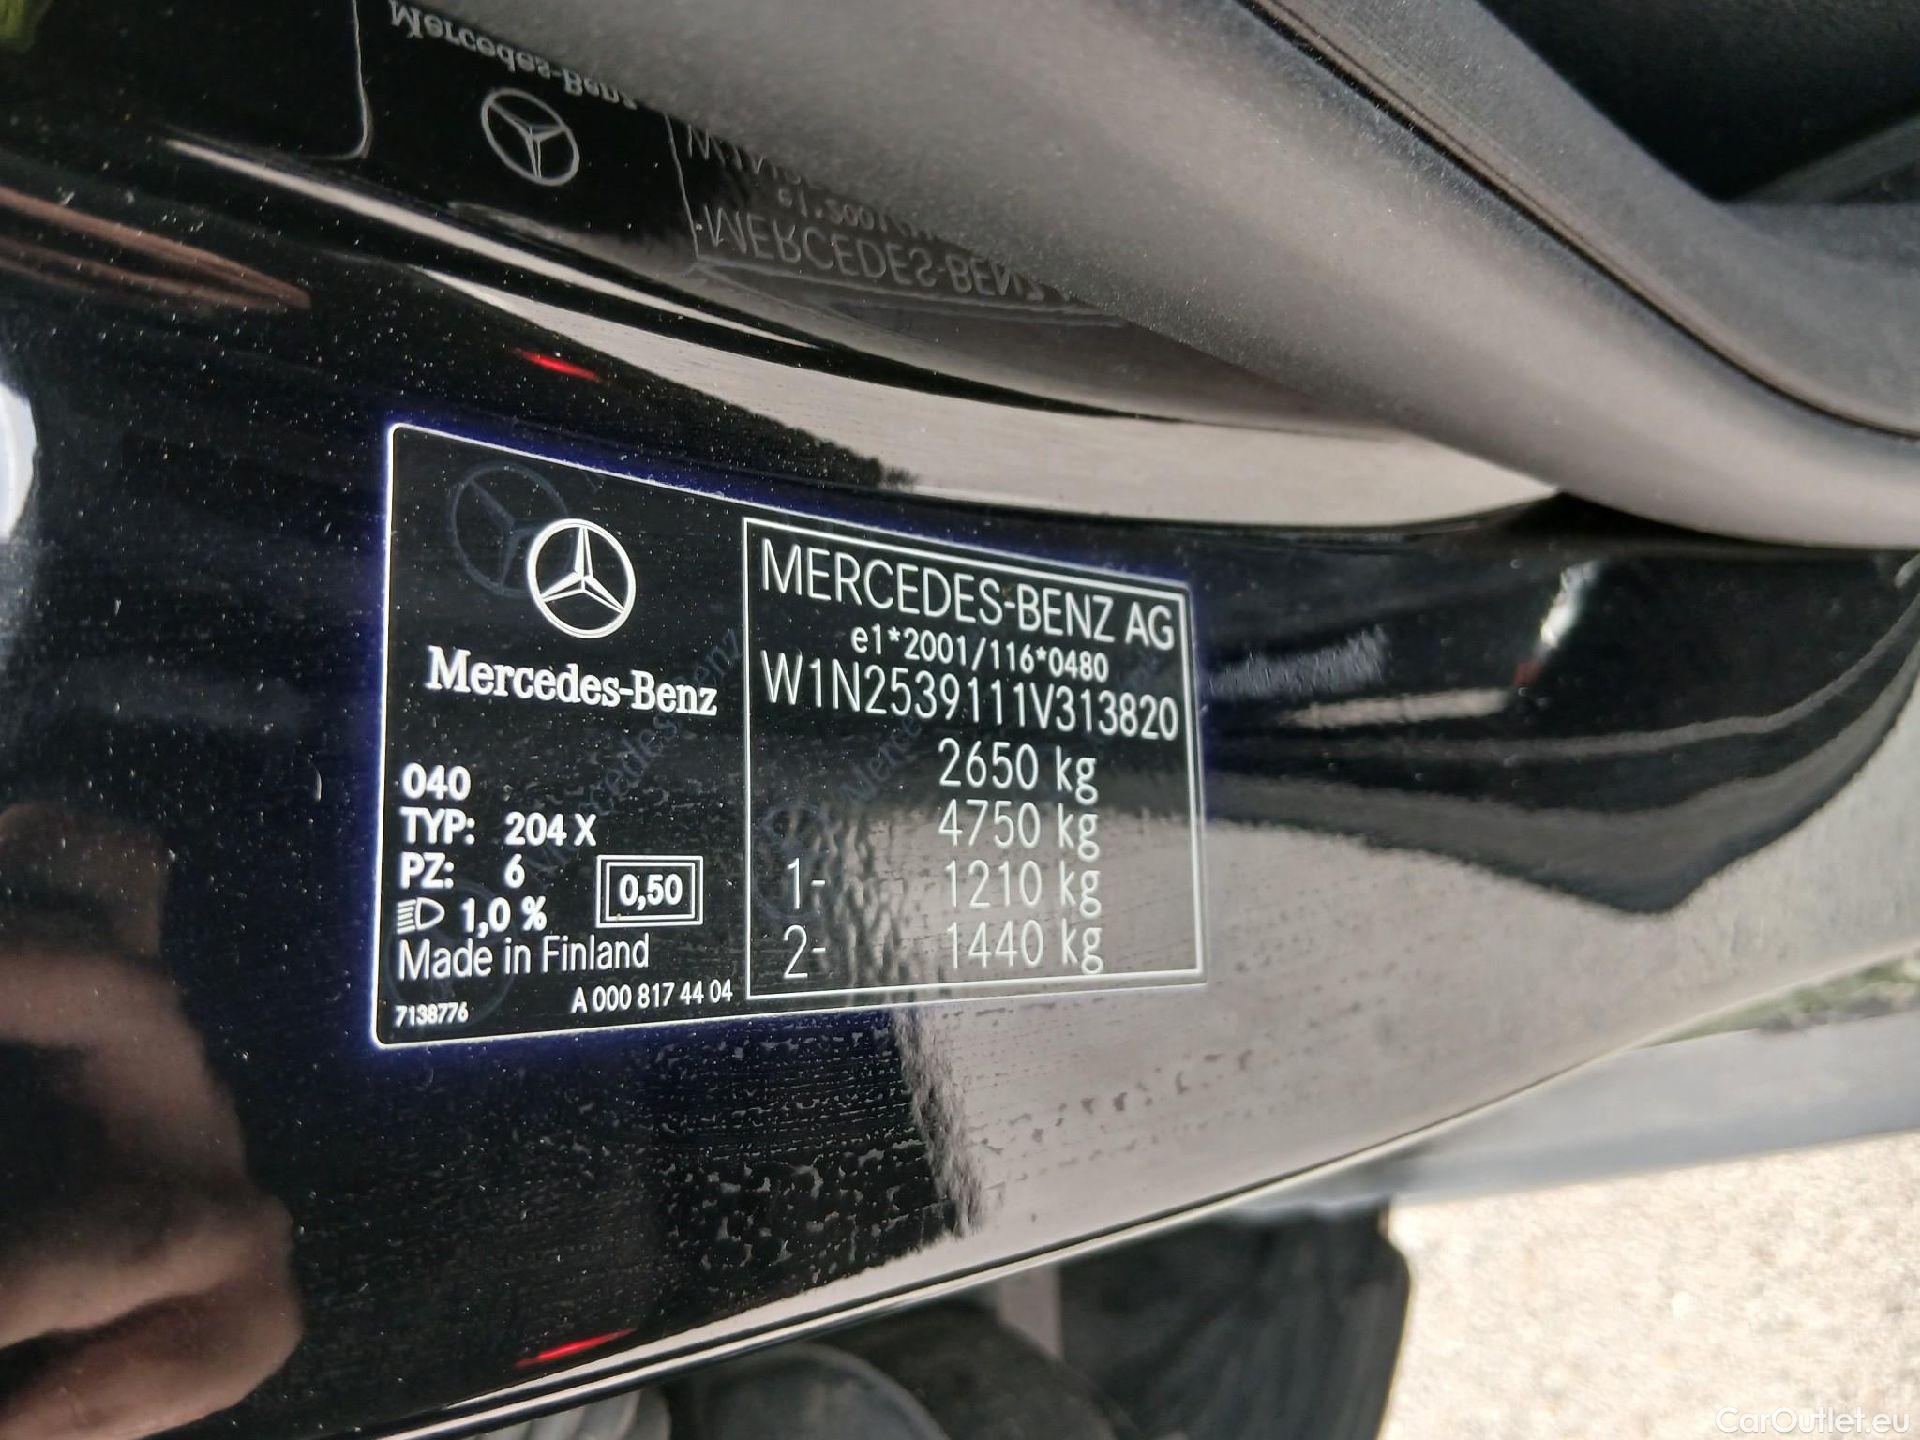 Mercedes-Benz
MERCEDES-BENZ
Mercedes-Benz
040
TYP: 204 X
PZ: 6
1,0 %
0,50
Made in Finland
7138776
A 000 817 44 04
MERCEDES-BENZ AG
e1*2001/116*0480
W1N2539111V313820
2650 kg
4750 kg
1- 1210 kg
2- 1440 kg
CarOutlet.eu